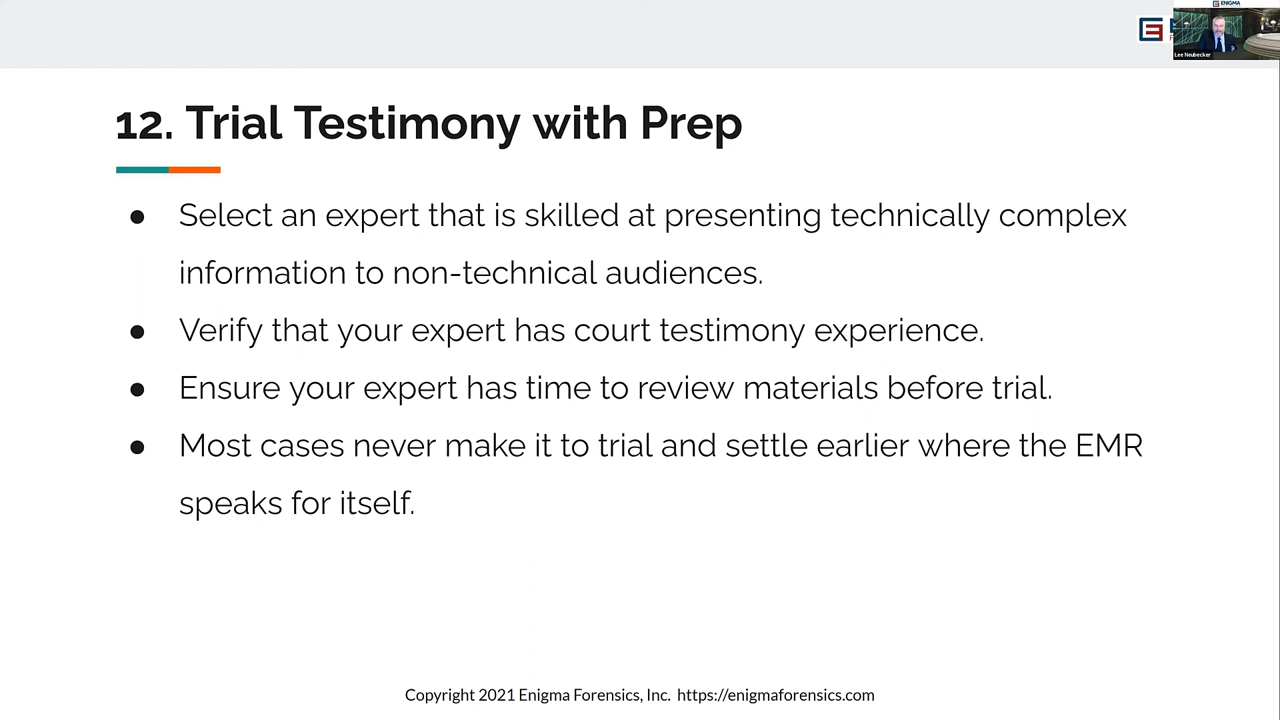 ENIGMA
Lee Neubecker
12. Trial Testimony with Prep
● Select an expert that is skilled at presenting technically complex
information to non-technical audiences.
● Verify that your expert has court testimony experience.
● Ensure your expert has time to review materials before trial.
● Most cases never make it to trial and settle earlier where the EMR
speaks for itself.
Copyright 2021 Enigma Forensics, Inc. https://enigmaforensics.com